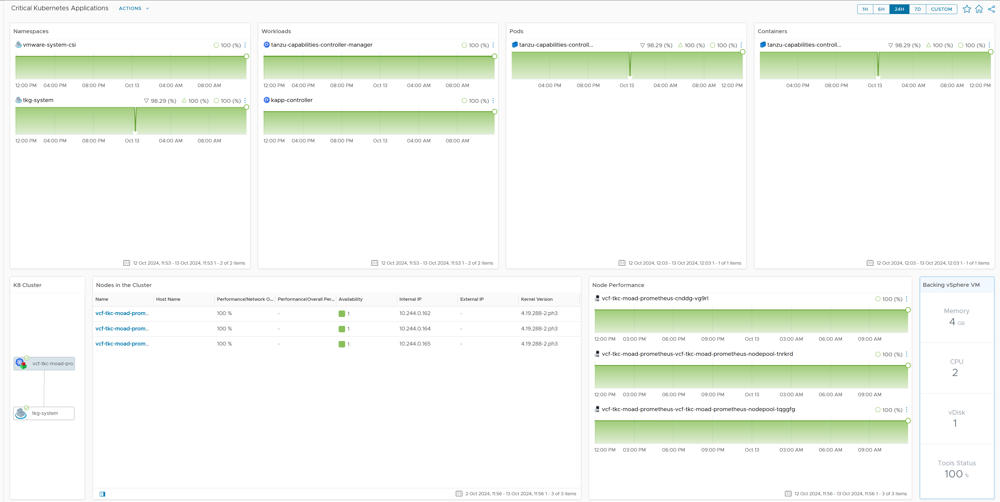 Critical Kubernetes Applications ACTIONS 1H 6H 24H 7D CUSTOM
Namespaces
vmware-system-csi 100 (%)
12:00 PM 04:00 PM 08:00 PM Oct 13 04:00 AM 08:00 AM
tkg-system 98.29 (%) 100 (%) 100 (%)
12:00 PM 04:00 PM 08:00 PM Oct 13 04:00 AM 08:00 AM
12 Oct 2024, 11:53 - 13 Oct 2024, 11:53 1 - 2 of 2 items
Workloads
tanzu-capabilities-controller-manager 100 (%)
12:00 PM 04:00 PM 08:00 PM Oct 13 04:00 AM 08:00 AM
kapp-controller 100 (%)
12:00 PM 04:00 PM 08:00 PM Oct 13 04:00 AM 08:00 AM
12 Oct 2024, 11:53 - 13 Oct 2024, 11:53 1 - 2 of 2 items
Pods
tanzu-capabilities-controll... 98.29 (%) 100 (%) 100 (%)
04:00 PM 08:00 PM Oct 13 04:00 AM 08:00 AM 12:00 PM
12 Oct 2024, 12:03 - 13 Oct 2024, 12:03 1 - 1 of 1 items
Containers
tanzu-capabilities-controll... 98.29 (%) 100 (%) 100 (%)
04:00 PM 08:00 PM Oct 13 04:00 AM 08:00 AM 12:00 PM
12 Oct 2024, 12:03 - 13 Oct 2024, 12:03 1 - 1 of 1 items
K8 Cluster
vcf-tkc-moad-pro
tkg-system
Nodes in the Cluster
Name Host Name Performance|Network O... Performance|Overall Per... Availability Internal IP External IP Kernel Version
vcf-tkc-moad-prom... 100 % - 1 10.244.0.162 - 4.19.288-2.ph3
vcf-tkc-moad-prom... 100 % - 1 10.244.0.164 - 4.19.288-2.ph3
vcf-tkc-moad-prom... 100 % - 1 10.244.0.165 - 4.19.288-2.ph3
2 Oct 2024, 11:56 - 13 Oct 2024, 11:56 1 - 3 of 3 items
Node Performance
vcf-tkc-moad-prometheus-cnddg-vg9rl 100 (%)
12:00 PM 03:00 PM 06:00 PM 09:00 PM Oct 13 03:00 AM 06:00 AM 09:00 AM
vcf-tkc-moad-prometheus-vcf-tkc-moad-prometheus-nodepool-tnrkrd 100 (%)
12:00 PM 03:00 PM 06:00 PM 09:00 PM Oct 13 03:00 AM 06:00 AM 09:00 AM
vcf-tkc-moad-prometheus-vcf-tkc-moad-prometheus-nodepool-tqggfg 100 (%)
12:00 PM 03:00 PM 06:00 PM 09:00 PM Oct 13 03:00 AM 06:00 AM 09:00 AM
12 Oct 2024, 11:56 - 13 Oct 2024, 11:56 1 - 3 of 3 items
Backing vSphere VM
Memory
4 GB
CPU
2
vDisk
1
Tools Status
100 %